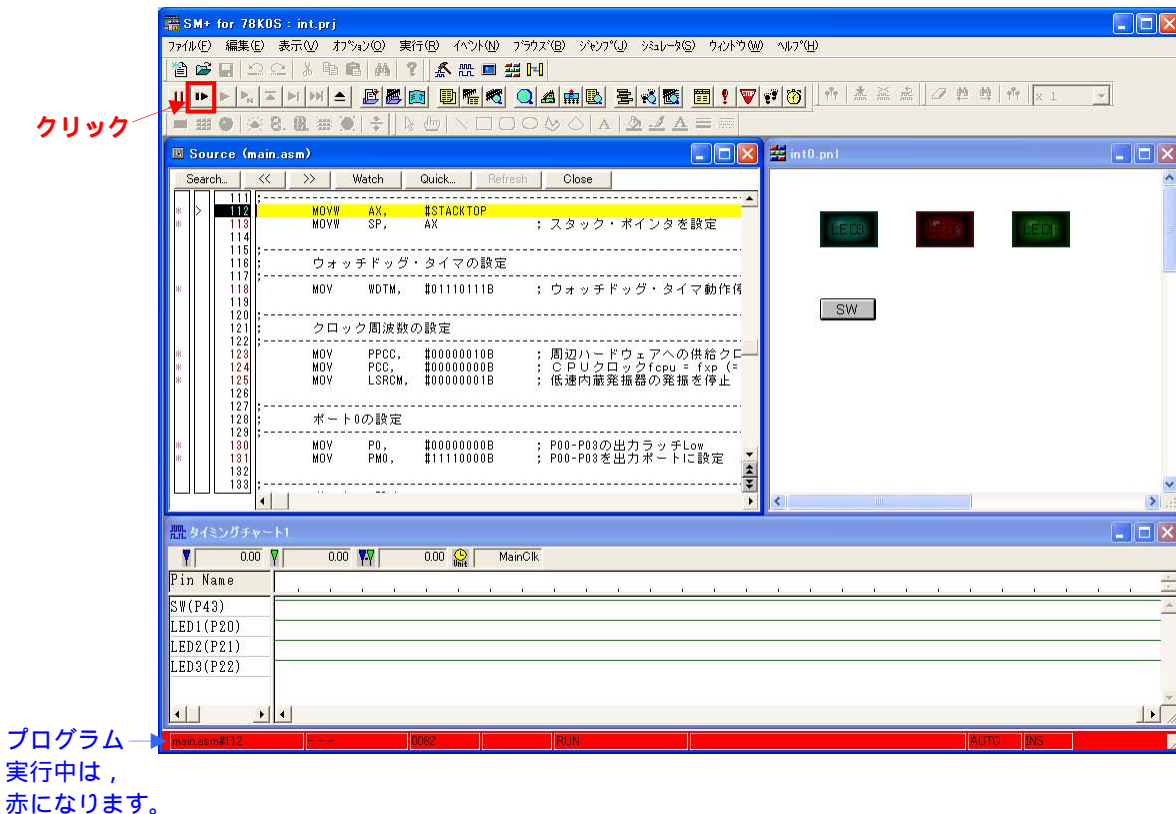 SM+ for 78K0S : int.prj
ファイル(F) 編集(E) 表示(V) オプション(O) 実行(R) イベント(N) ブラウズ(B) ジャンプ(J) シミュレータ(S) ウィンドウ(W) ヘルプ(H)
x 1
クリック
Source (main.asm)
Search... << >> Watch Quick... Refresh Close
111 ;
112 MOVW AX, #STACKTOP
113 MOVW SP, AX ; スタック・ポインタを設定
114
115 ;
116 ; ウォッチドッグ・タイマの設定
117 ;
118 MOV WDTM, #01110111B ; ウォッチドッグ・タイマ動作停
119
120 ;
121 ; クロック周波数の設定
122 ;
123 MOV PPCC, #00000010B ; 周辺ハードウェアへの供給クロ
124 MOV PCC, #00000000B ; CPUクロックfcpu = fxp (=
125 MOV LSRCM, #00000001B ; 低速内蔵発振器の発振を停止
126
127 ;
128 ; ポート0の設定
129 ;
130 MOV P0, #00000000B ; P00-P03の出力ラッチLow
131 MOV PM0, #11110000B ; P00-P03を出力ポートに設定
132
133 ;
int0.pnl
LED3 LED2 LED1
SW
タイミングチャート1
0.00 0.00 0.00 Unit MainClk
Pin Name
SW(P43)
LED1(P20)
LED2(P21)
LED3(P22)
main.asm#112 --- 0082 RUN AUTO INS
プログラム
実行中は，
赤になります。